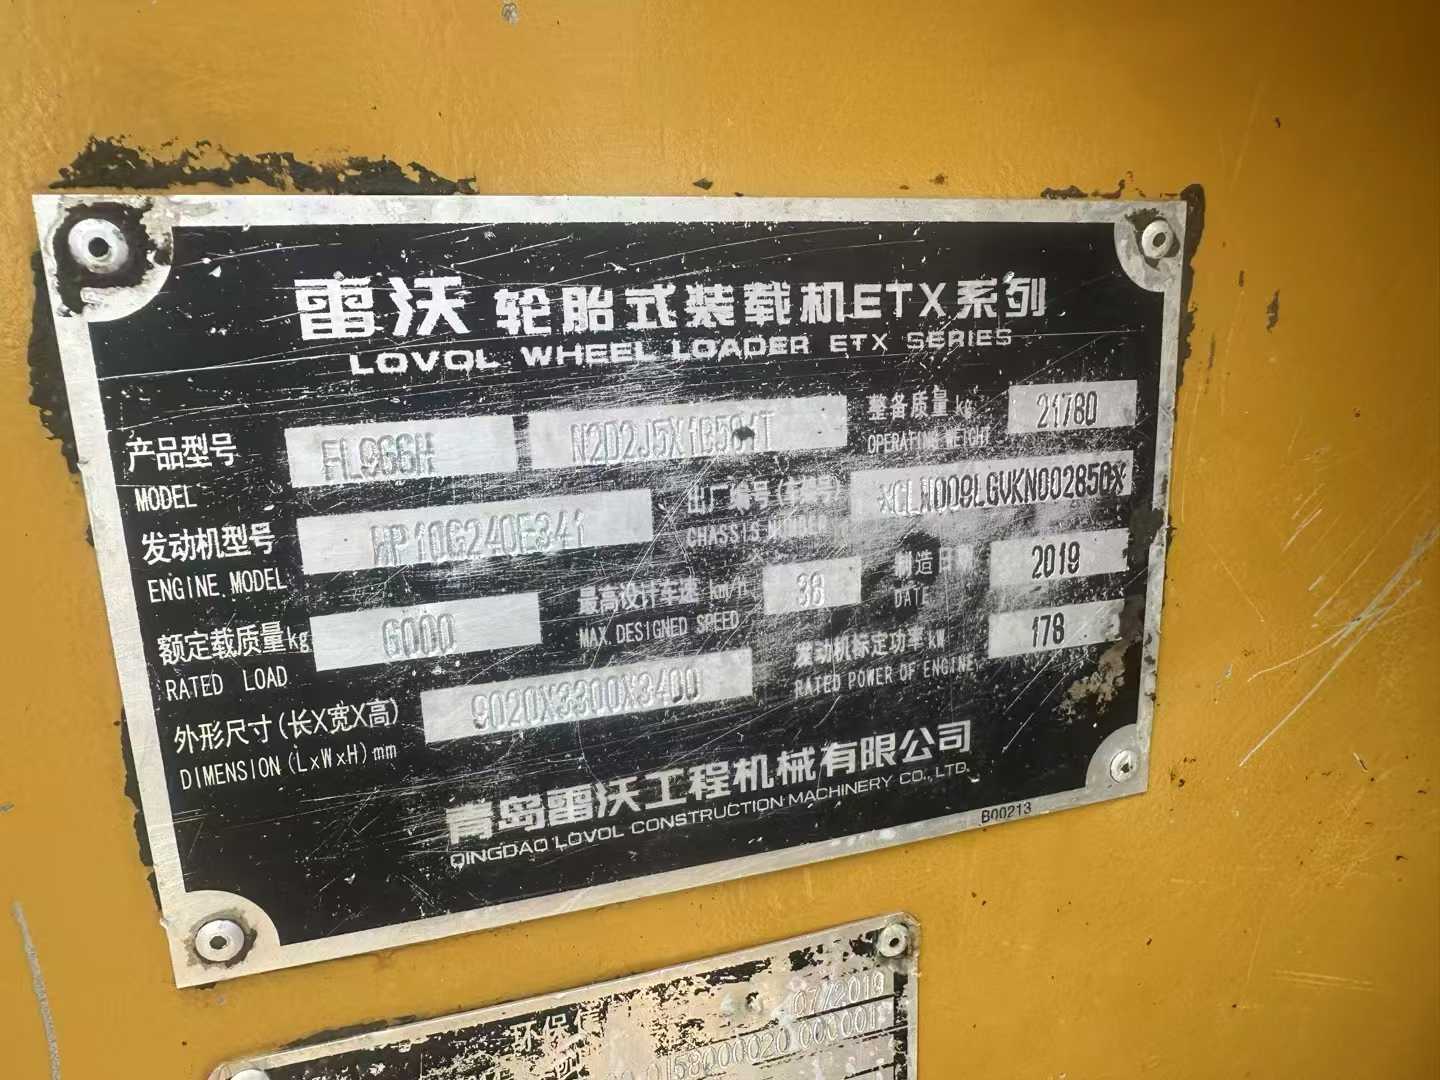 雷沃 轮胎式装载机ETX系列
LOVOL WHEEL LOADER ETX SERIES
产品型号 FL966H 整备质量 kg 21780
MODEL OPERATING WEIGHT
发动机型号 WP10G240E341 出厂编号
ENGINE MODEL CHASSIS NUMBER
额定载质量kg 6000 最高设计车速 km/h 38 制造日期 2019
RATED LOAD MAX. DESIGNED SPEED DATE
外形尺寸(长X宽X高) 9020X3300X3400 发动机标定功率 kW 178
DIMENSION (LxWxH) mm RATED POWER OF ENGINE
青岛雷沃工程机械有限公司
QINGDAO LOVOL CONSTRUCTION MACHINERY CO., LTD.
B00213
环保信 07/2019